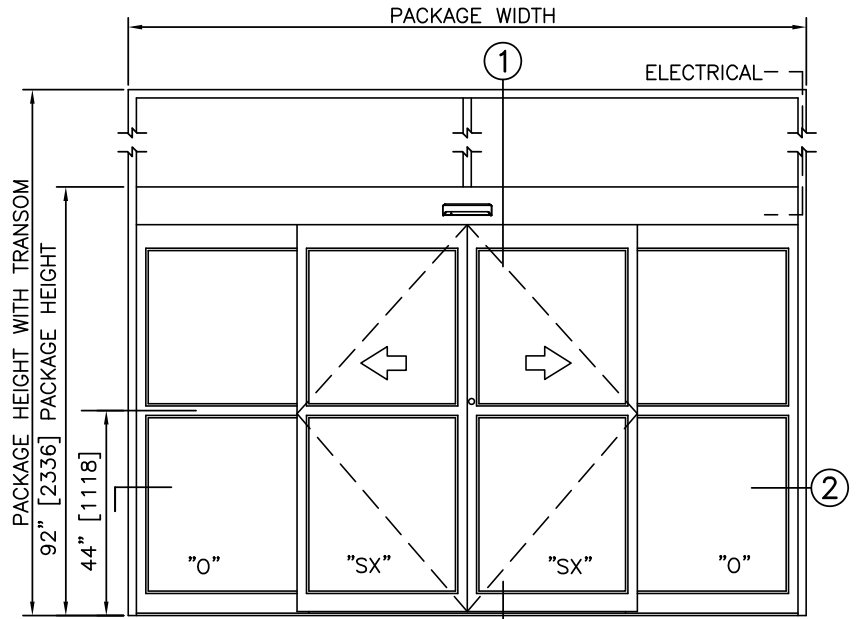 PACKAGE WIDTH
1
ELECTRICAL
PACKAGE HEIGHT WITH TRANSOM
92" [2336] PACKAGE HEIGHT
44" [1118]
2
"O" "SX" "SX" "O"